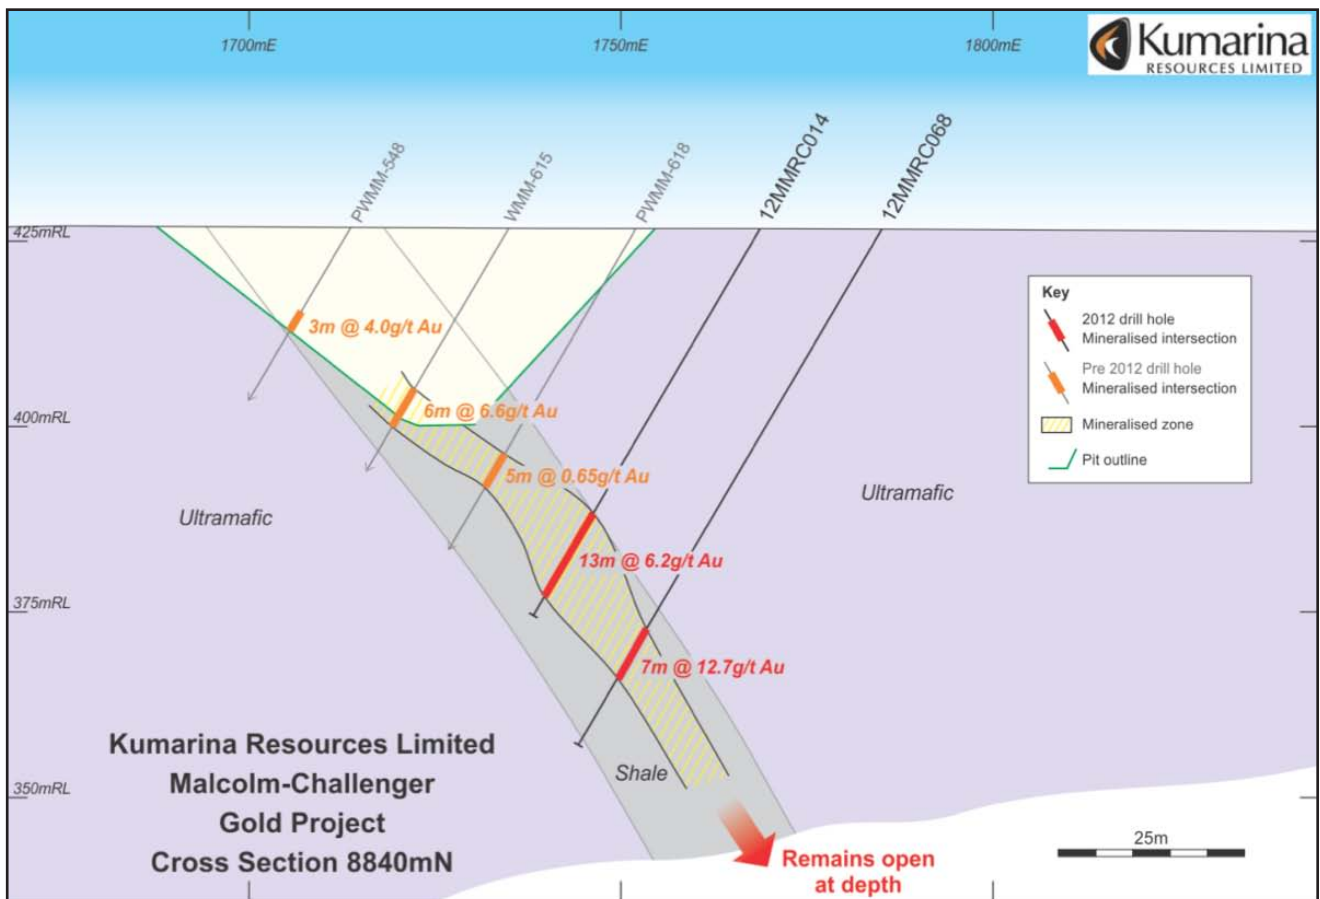 1700mE
1750mE
1800mE
Kumarina
RESOURCES LIMITED
PWMM-548
WMM-615
PWMM-618
12MMRC014
12MMRC068
425mRL
3m @ 4.0g/t Au
400mRL
6m @ 6.6g/t Au
5m @ 0.65g/t Au
Ultramafic
Ultramafic
13m @ 6.2g/t Au
375mRL
7m @ 12.7g/t Au
Key
2012 drill hole
Mineralised intersection
Pre 2012 drill hole
Mineralised intersection
Mineralised zone
Pit outline
Kumarina Resources Limited
Malcolm-Challenger
Gold Project
Cross Section 8840mN
Shale
350mRL
25m
Remains open
at depth